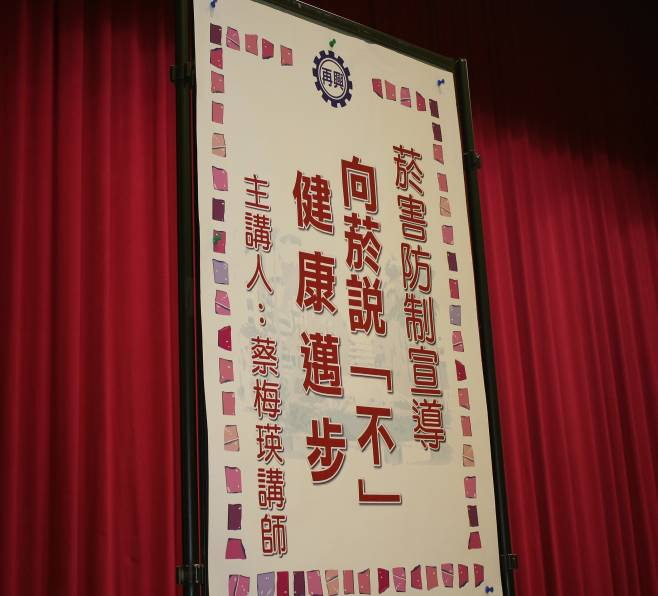 再興
菸害防制宣導
向菸說「不」
健康邁步
主講人：蔡梅瑛講師